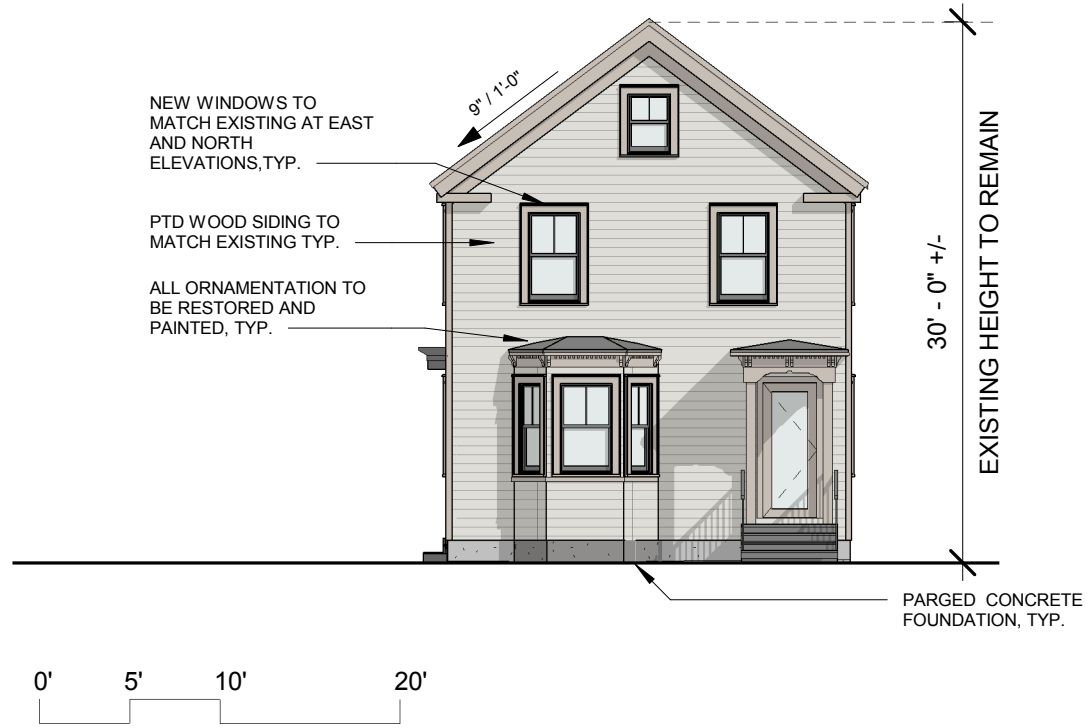 9" / 1'-0"
NEW WINDOWS TO
MATCH EXISTING AT EAST
AND NORTH
ELEVATIONS,TYP.
PTD WOOD SIDING TO
MATCH EXISTING TYP.
ALL ORNAMENTATION TO
BE RESTORED AND
PAINTED, TYP.
30' - 0" +/-
EXISTING HEIGHT TO REMAIN
PARGED CONCRETE
FOUNDATION, TYP.
0' 5' 10' 20'